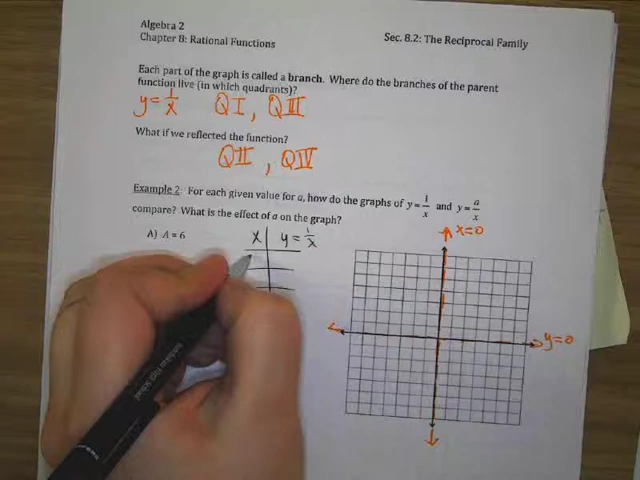 Algebra 2
Chapter 8: Rational Functions
Sec. 8.2: The Reciprocal Family
Each part of the graph is called a branch. Where do the branches of the parent
function live (in which quadrants)?
y = 1/x QI, QIII
What if we reflected the function?
QII, QIV
Example 2: For each given value for a, how do the graphs of y = 1/x and y = a/x
compare? What is the effect of a on the graph?
A) A = 6
x y = 1/x
x=0
y=0